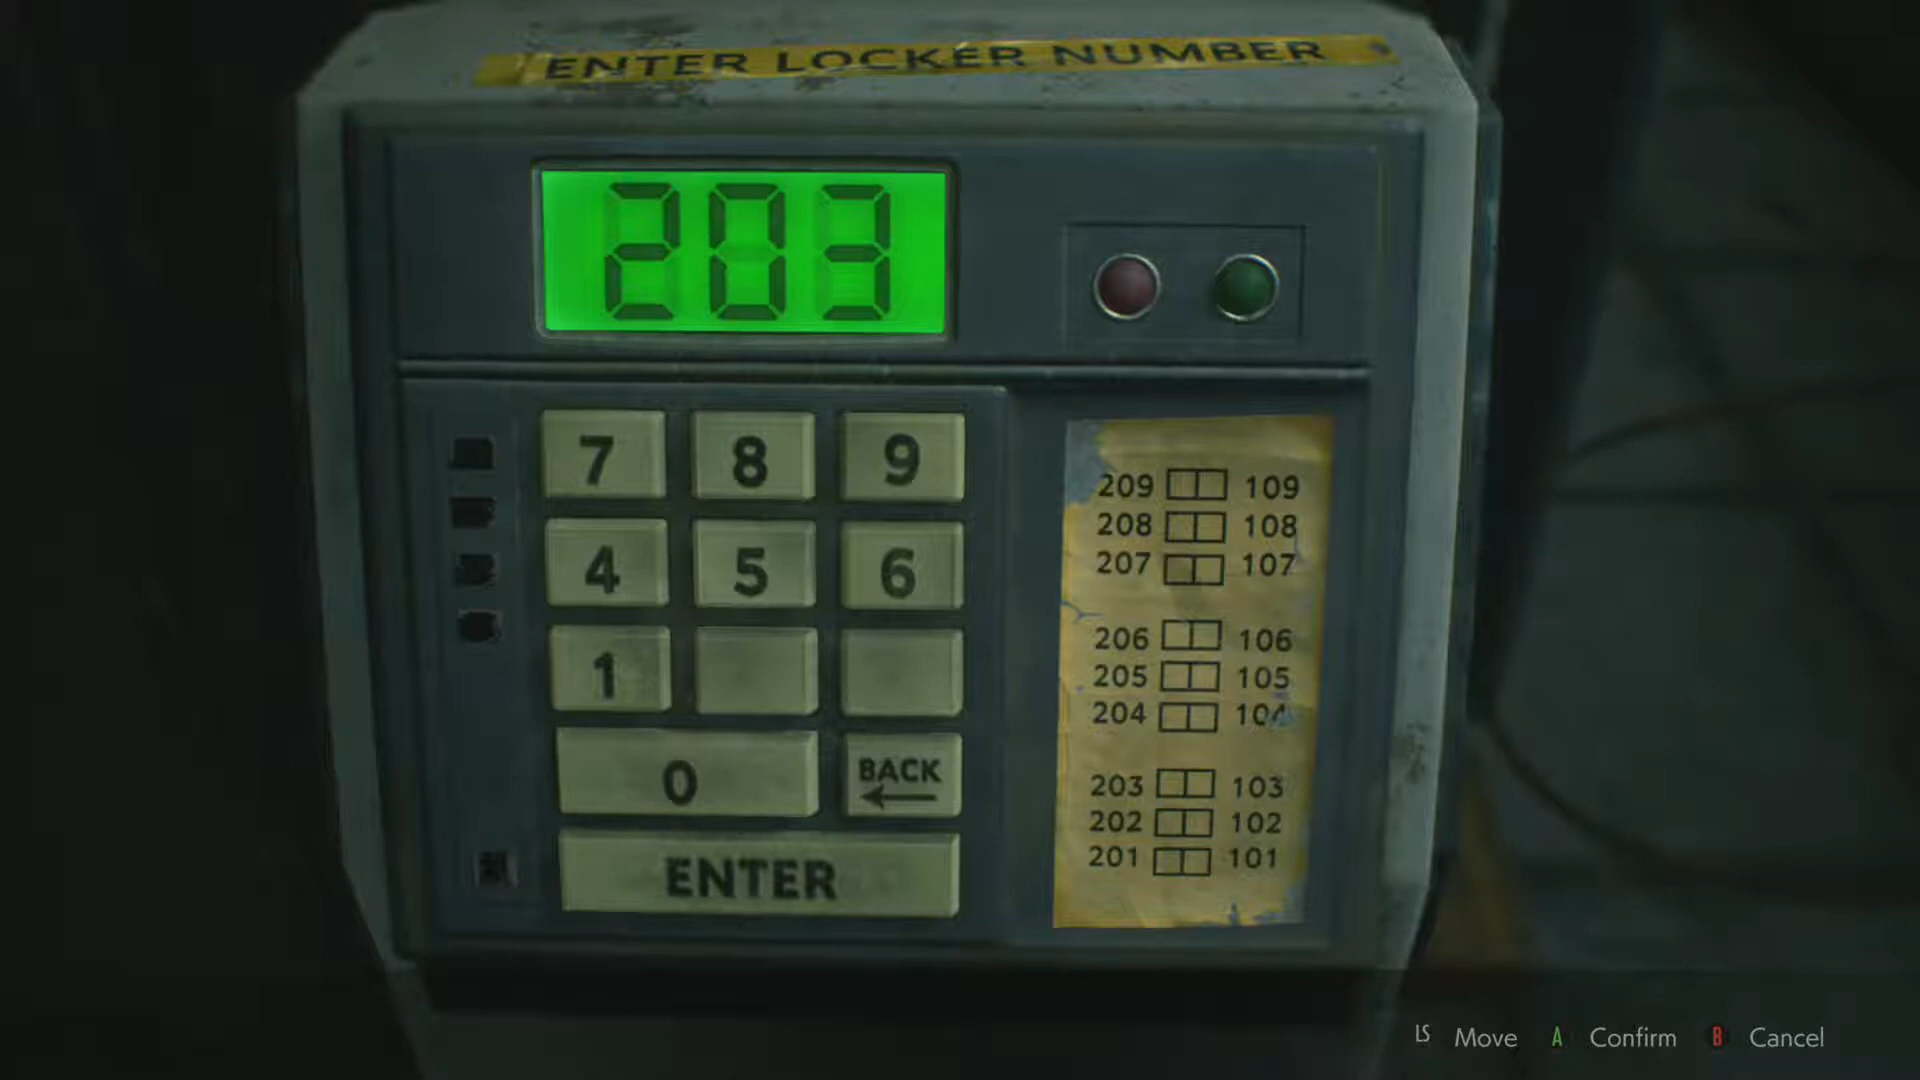 ENTER LOCKER NUMBER
203
7 8 9
4 5 6
1
0 BACK
ENTER
209 109
208 108
207 107
206 106
205 105
204 104
203 103
202 102
201 101
LS Move A Confirm B Cancel